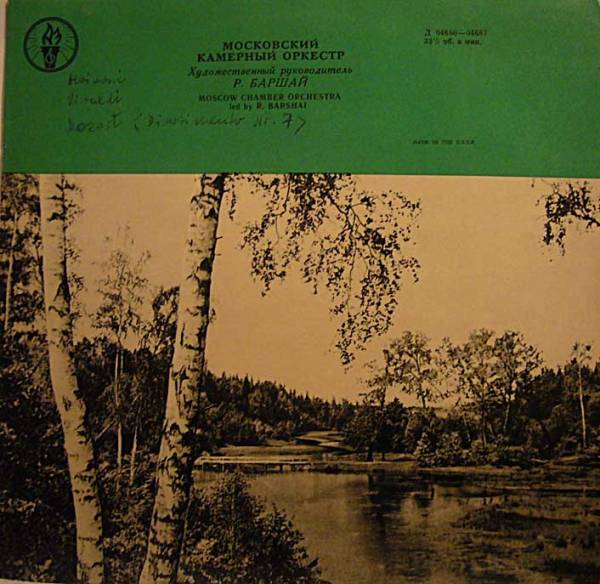 МОСКОВСКИЙ
КАМЕРНЫЙ ОРКЕСТР
Художественный руководитель
Р. БАРШАЙ
MOSCOW CHAMBER ORCHESTRA
led by R. BARSHAI
Д 04686—04687
33⅓ об. в мин.
MADE IN THE U.S.S.R.
(Divertimento Nr. 7)